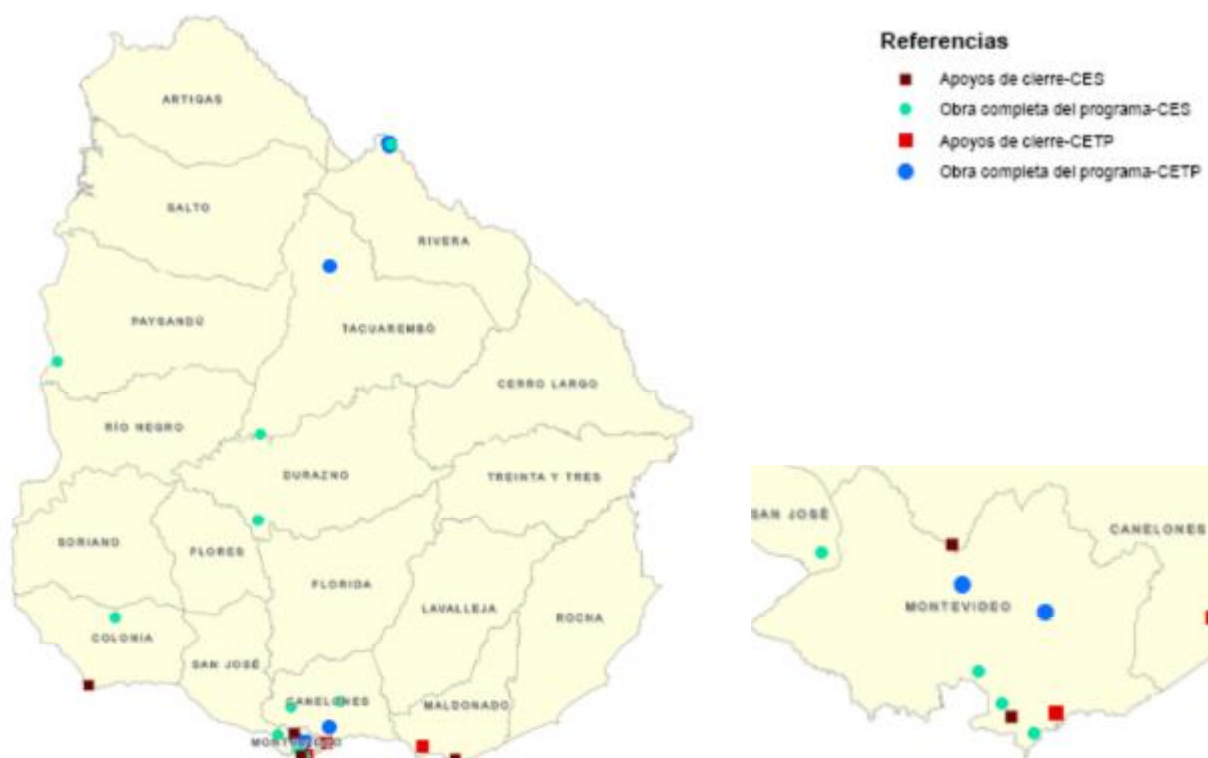 Referencias
Apoyos de cierre-CES
Obra completa del programa-CES
Apoyos de cierre-CETP
Obra completa del programa-CETP
ARTIGAS
SALTO
RIVERA
PAYSANDÚ
TACUAREMBÓ
CERRO LARGO
RÍO NEGRO
DURAZNO
TREINTA Y TRES
SORIANO
FLORES
FLORIDA
LAVALLEJA
ROCHA
COLONIA
SAN JOSÉ
CANELONES
MALDONADO
MONTEVIDEO
SAN JOSÉ
CANELONES
MONTEVIDEO